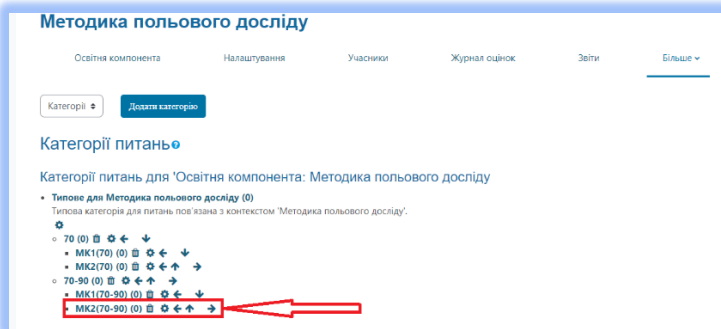 Методика польового досліду
Освітня компонента Налаштування Учасники Журнал оцінок Звіти Більше
Категорії Додати категорію
Категорії питань
Категорії питань для 'Освітня компонента: Методика польового досліду
Типове для Методика польового досліду (0)
Типова категорія для питань пов'язана з контекстом 'Методика польового досліду'.
70 (0)
МК1(70) (0)
МК2(70) (0)
70-90 (0)
МК1(70-90) (0)
МК2(70-90) (0)